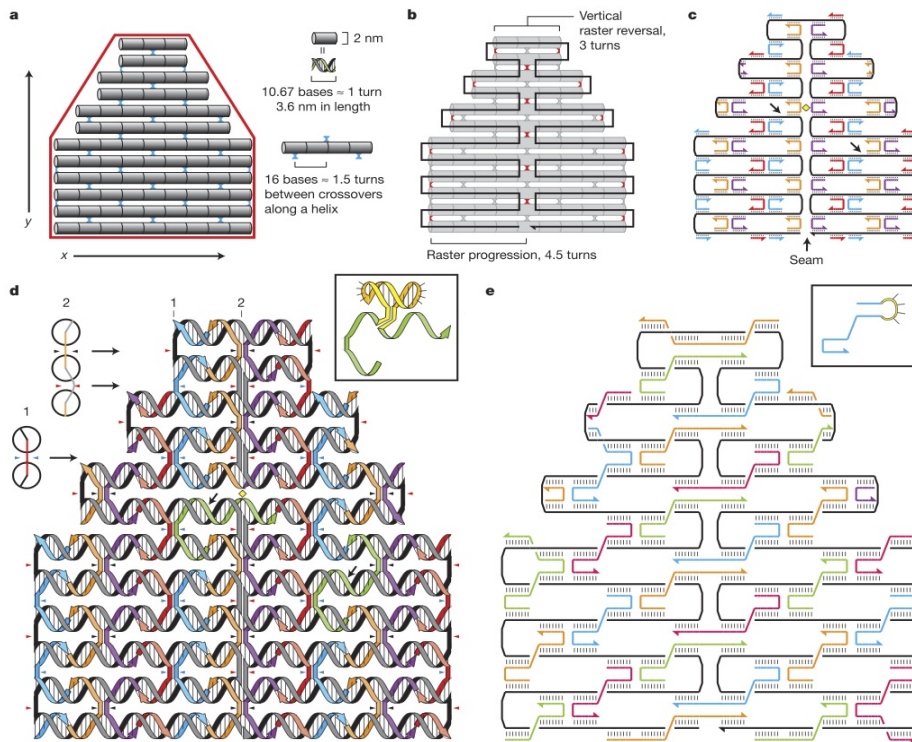 a
2 nm
=
10.67 bases ≈ 1 turn
3.6 nm in length
16 bases ≈ 1.5 turns
between crossovers
along a helix
y
x
b
Vertical
raster reversal,
3 turns
Raster progression, 4.5 turns
c
Seam
d
2
1
1
2
e